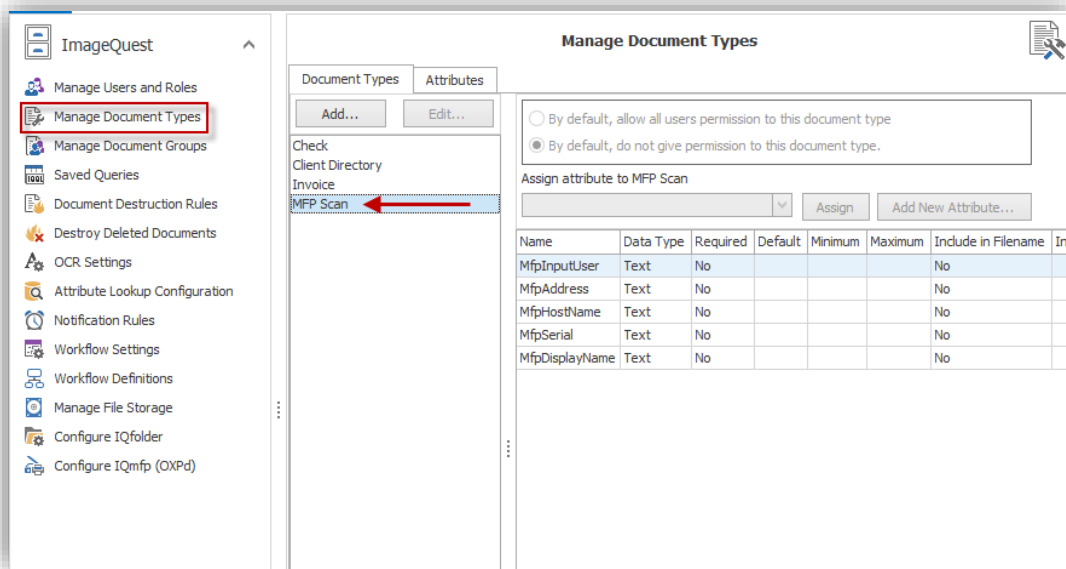 ImageQuest
Manage Users and Roles
Manage Document Types
Manage Document Groups
Saved Queries
Document Destruction Rules
Destroy Deleted Documents
OCR Settings
Attribute Lookup Configuration
Notification Rules
Workflow Settings
Workflow Definitions
Manage File Storage
Configure IQfolder
Configure IQmfp (OXPd)
Manage Document Types
Document Types Attributes
Add... Edit...
Check
Client Directory
Invoice
MFP Scan
By default, allow all users permission to this document type
By default, do not give permission to this document type.
Assign attribute to MFP Scan
Assign Add New Attribute...
Name Data Type Required Default Minimum Maximum Include in Filename In
MfpInputUser Text No No
MfpAddress Text No No
MfpHostName Text No No
MfpSerial Text No No
MfpDisplayName Text No No